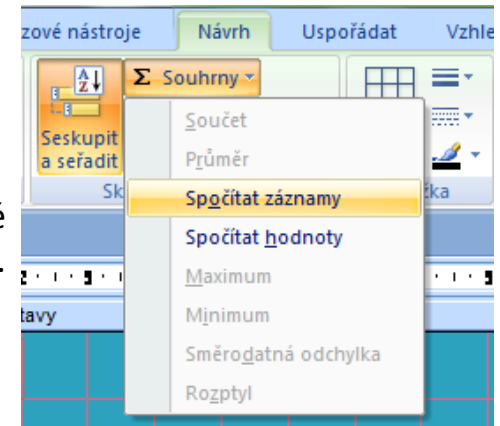 zové nástroje Návrh Uspořádat Vzhle
Σ Souhrny
Seskupit
a seřadit
Součet
Průměr
Spočítat záznamy
Spočítat hodnoty
Maximum
Minimum
Směrodatná odchylka
Rozptyl
Sk
čka
tavy